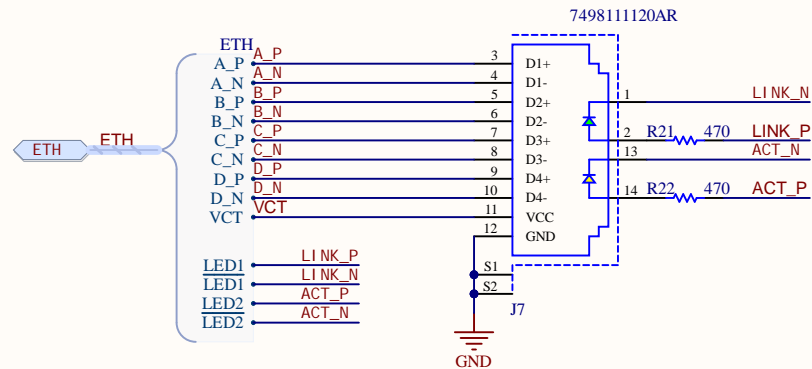 7498111120AR
ETH
ETH
ETH
A_P A_P 3 D1+
A_N A_N 4 D1-
B_P B_P 5 D2+ 1 LINK_N
B_N B_N 6 D2-
C_P C_P 7 D3+ 2 R21 470 LINK_P
C_N C_N 8 D3- 13 ACT_N
D_P D_P 9 D4+
D_N D_N 10 D4- 14 R22 470 ACT_P
VCT VCT 11 VCC
12 GND
LED1 LINK_P
LED1 LINK_N
LED2 ACT_P
LED2 ACT_N
S1
S2
J7
GND